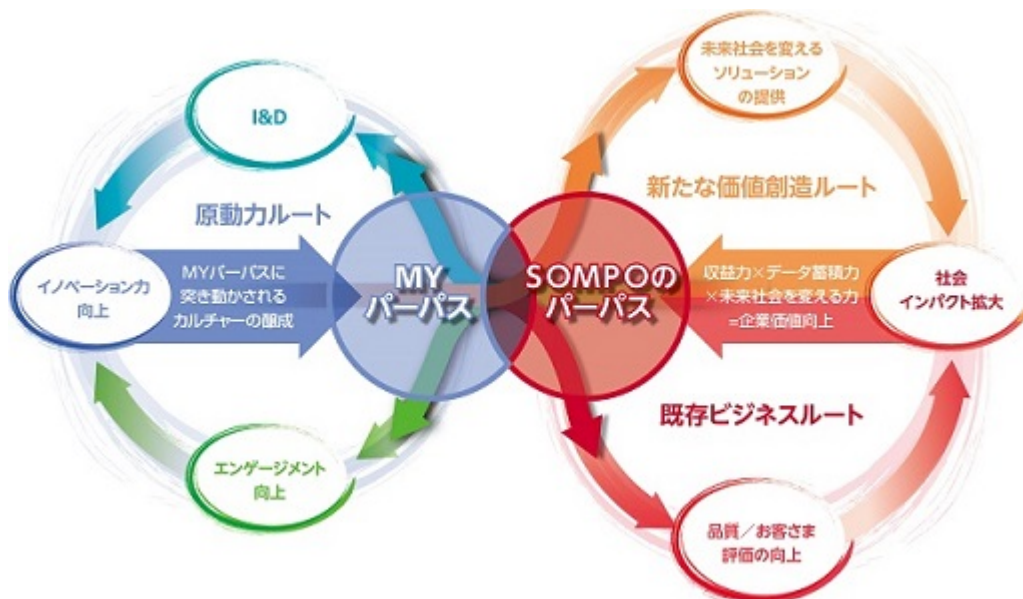 I&D
原動力ルート
イノベーション力
向上
MYパーパスに
突き動かされる
カルチャーの醸成
エンゲージメント
向上
MY
パーパス
SOMPOの
パーパス
未来社会を変える
ソリューション
の提供
新たな価値創造ルート
収益力×データ蓄積力
×未来社会を変える力
=企業価値向上
社会
インパクト拡大
既存ビジネスルート
品質／お客さま
評価の向上